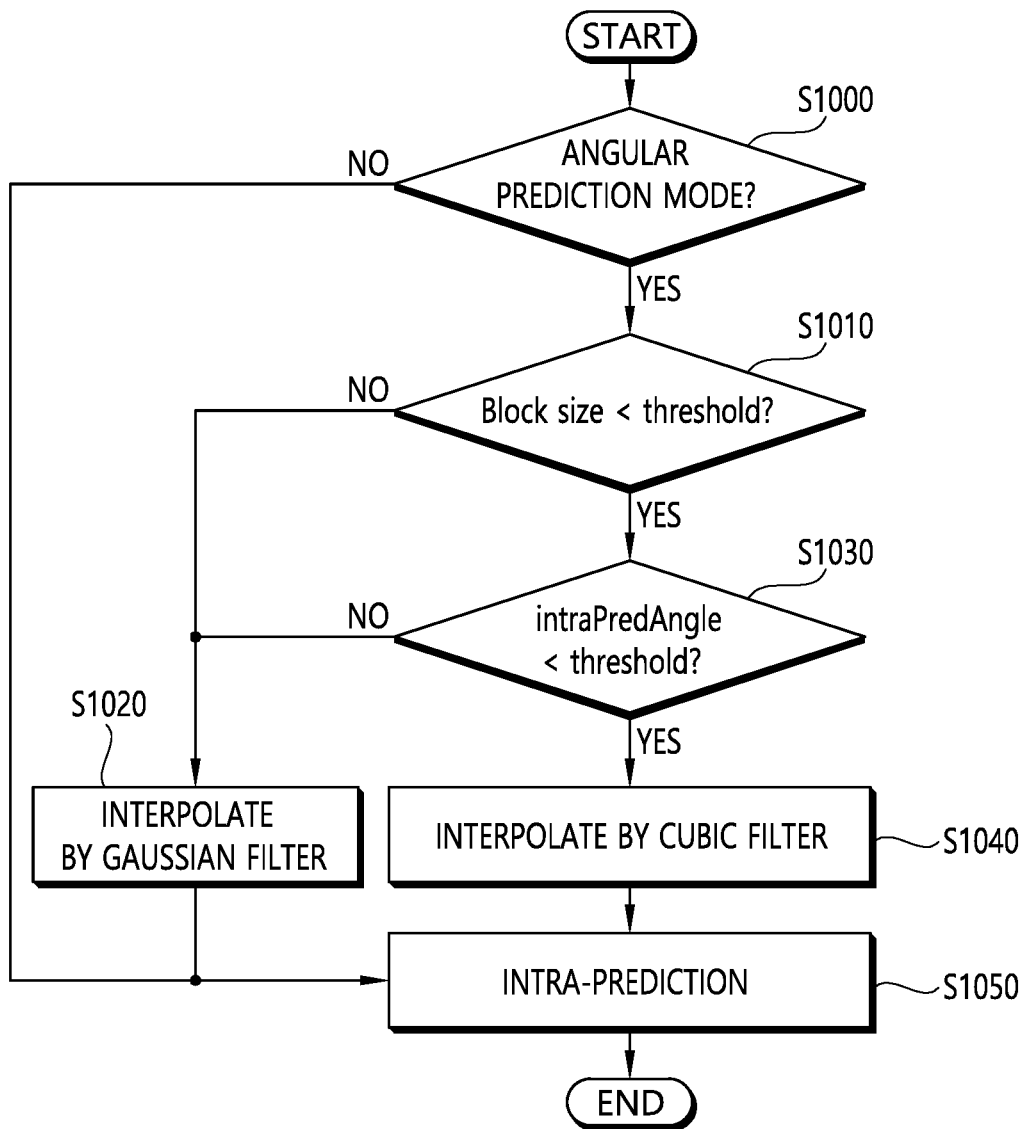 START
S1000
ANGULAR
PREDICTION MODE?
NO
YES
S1010
Block size < threshold?
NO
YES
S1030
intraPredAngle
< threshold?
NO
YES
S1020
INTERPOLATE
BY GAUSSIAN FILTER
INTERPOLATE BY CUBIC FILTER
S1040
INTRA-PREDICTION
S1050
END